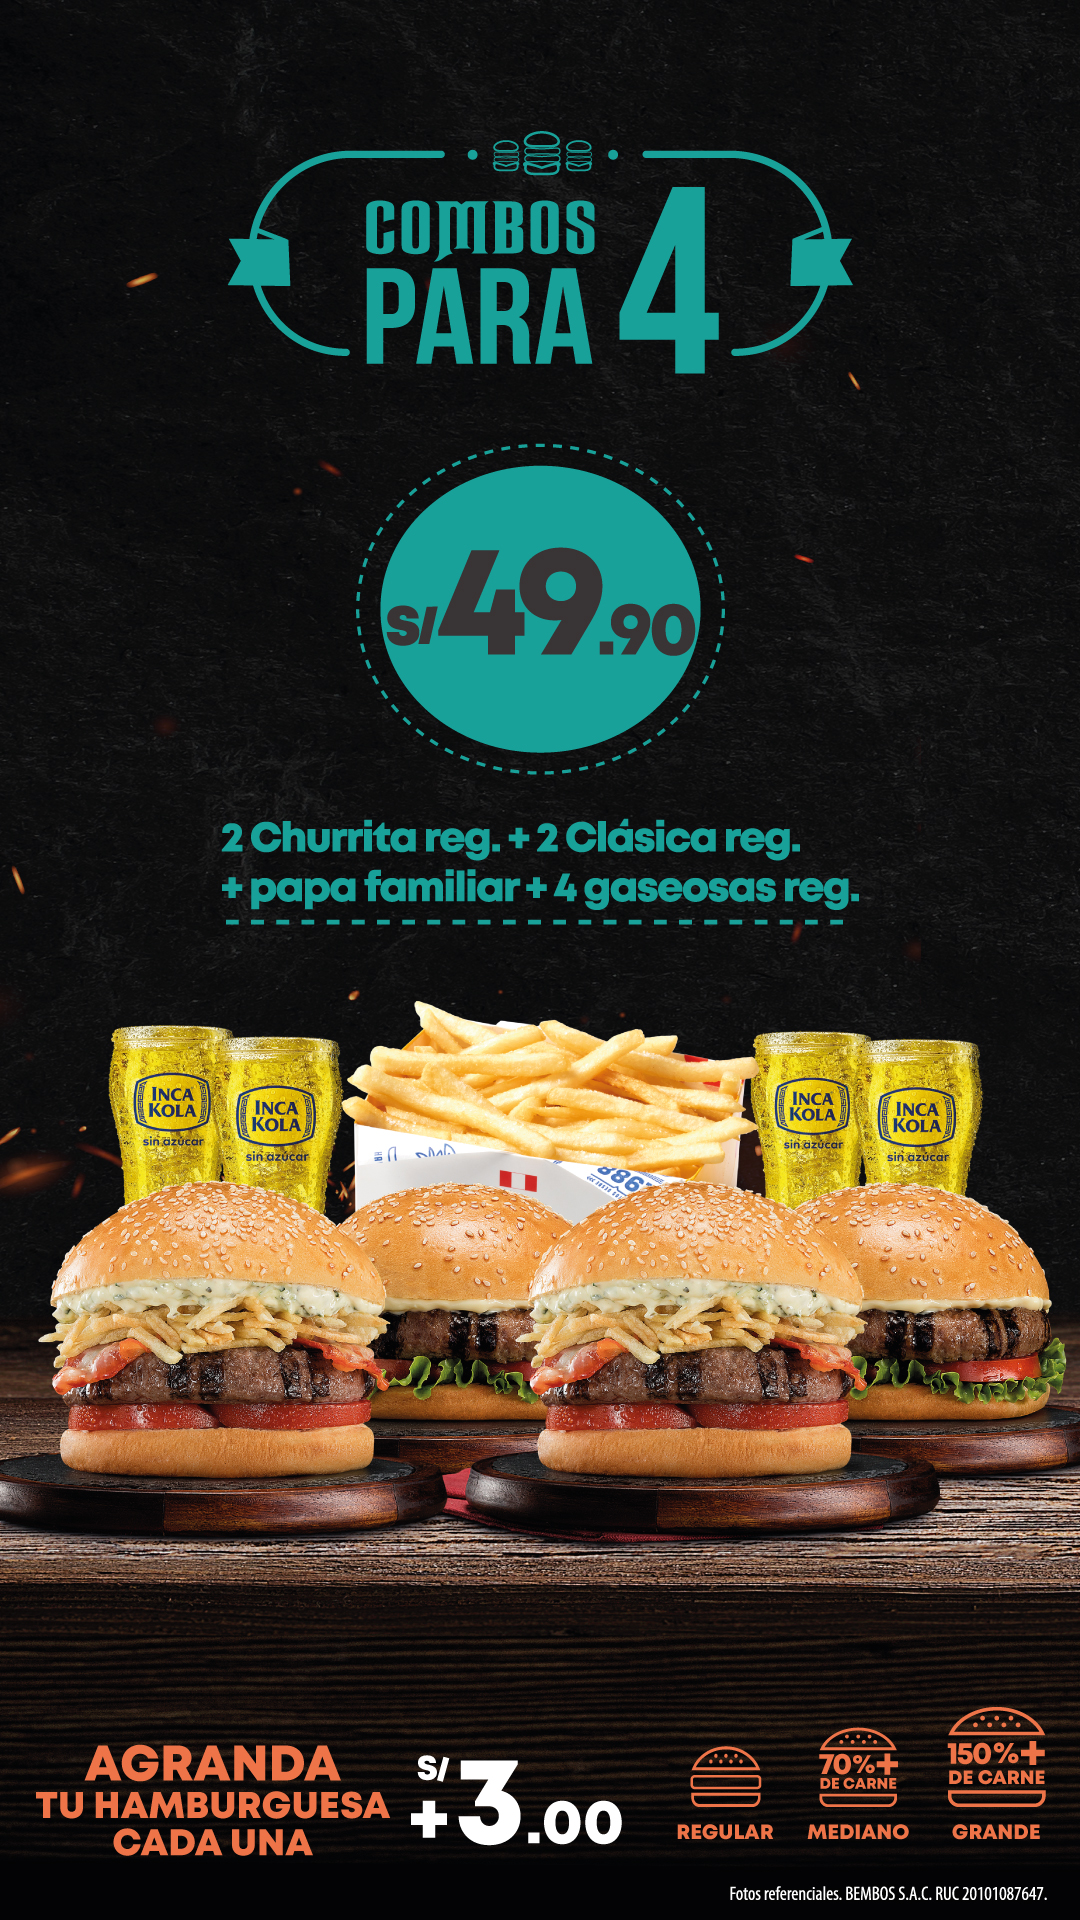 COMBOS
PARA 4
S/49.90
2 Churrita reg. + 2 Clásica reg.
+ papa familiar + 4 gaseosas reg.
INCA
KOLA
sin azúcar
INCA
KOLA
sin azúcar
INCA
KOLA
sin azúcar
INCA
KOLA
sin azúcar
AGRANDA
TU HAMBURGUESA
CADA UNA
S/
+3.00
REGULAR
70%+
DE CARNE
MEDIANO
150%+
DE CARNE
GRANDE
Fotos referenciales. BEMBOS S.A.C. RUC 20101087647.